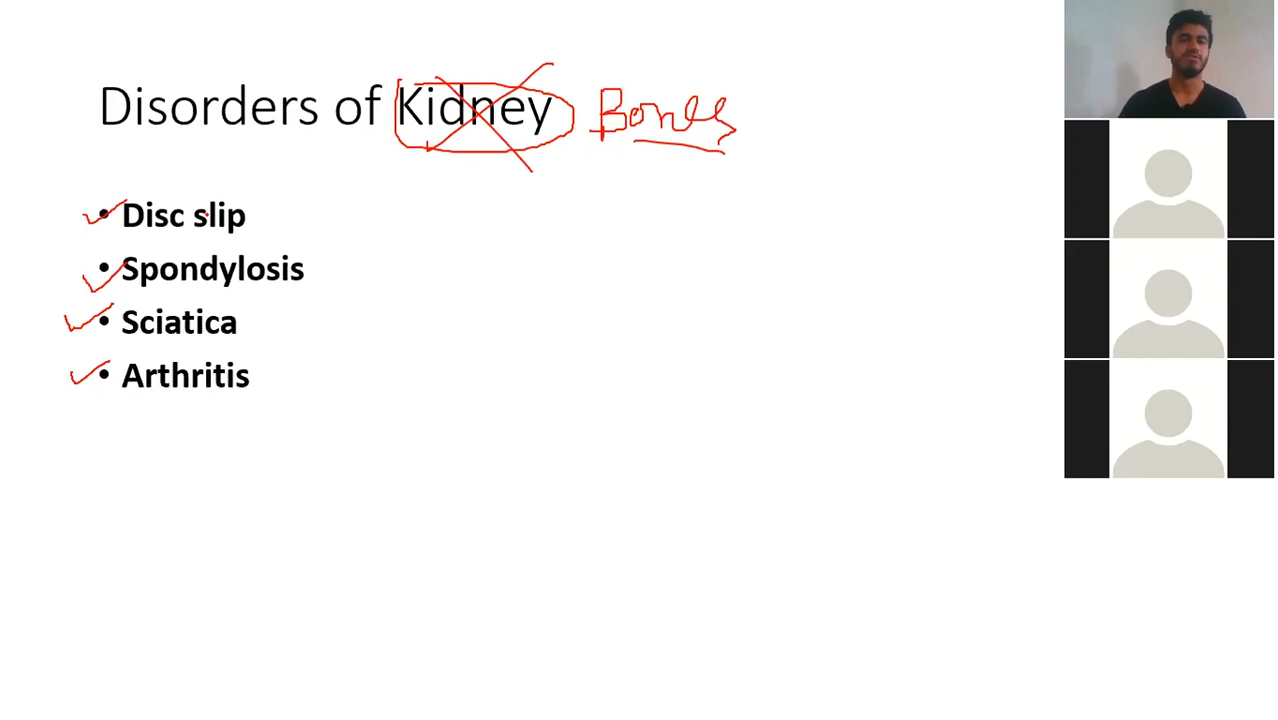 Disorders of Kidney Bones
• Disc slip
• Spondylosis
• Sciatica
• Arthritis